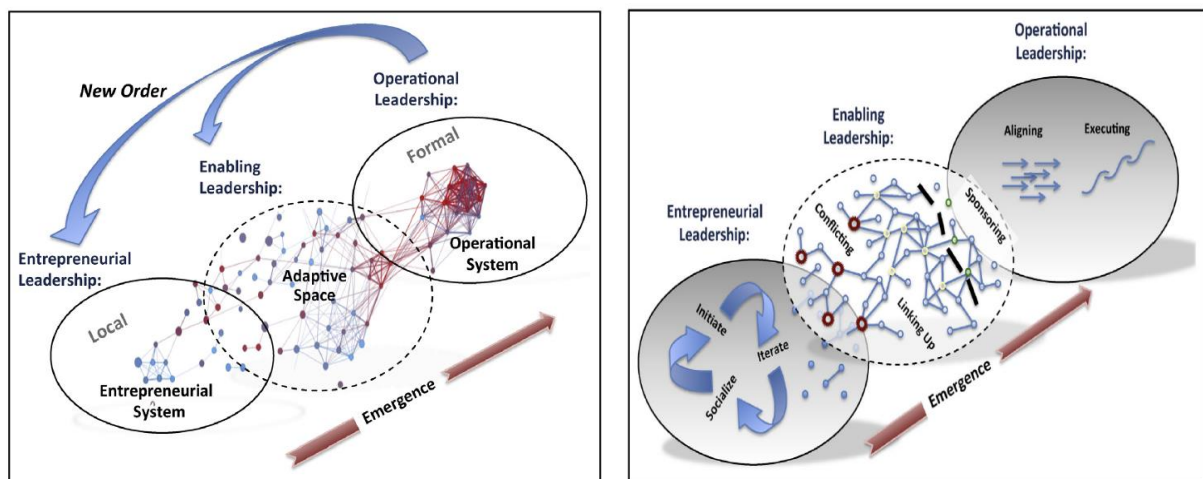 New Order
Operational
Leadership:
Enabling
Leadership:
Formal
Operational
System
Entrepreneurial
Leadership:
Adaptive
Space
Local
Entrepreneurial
System
Emergence
Operational
Leadership:
Aligning
Executing
Enabling
Leadership:
Conflicting
Sponsoring
Linking Up
Entrepreneurial
Leadership:
Initiate
Iterate
Socialize
Emergence